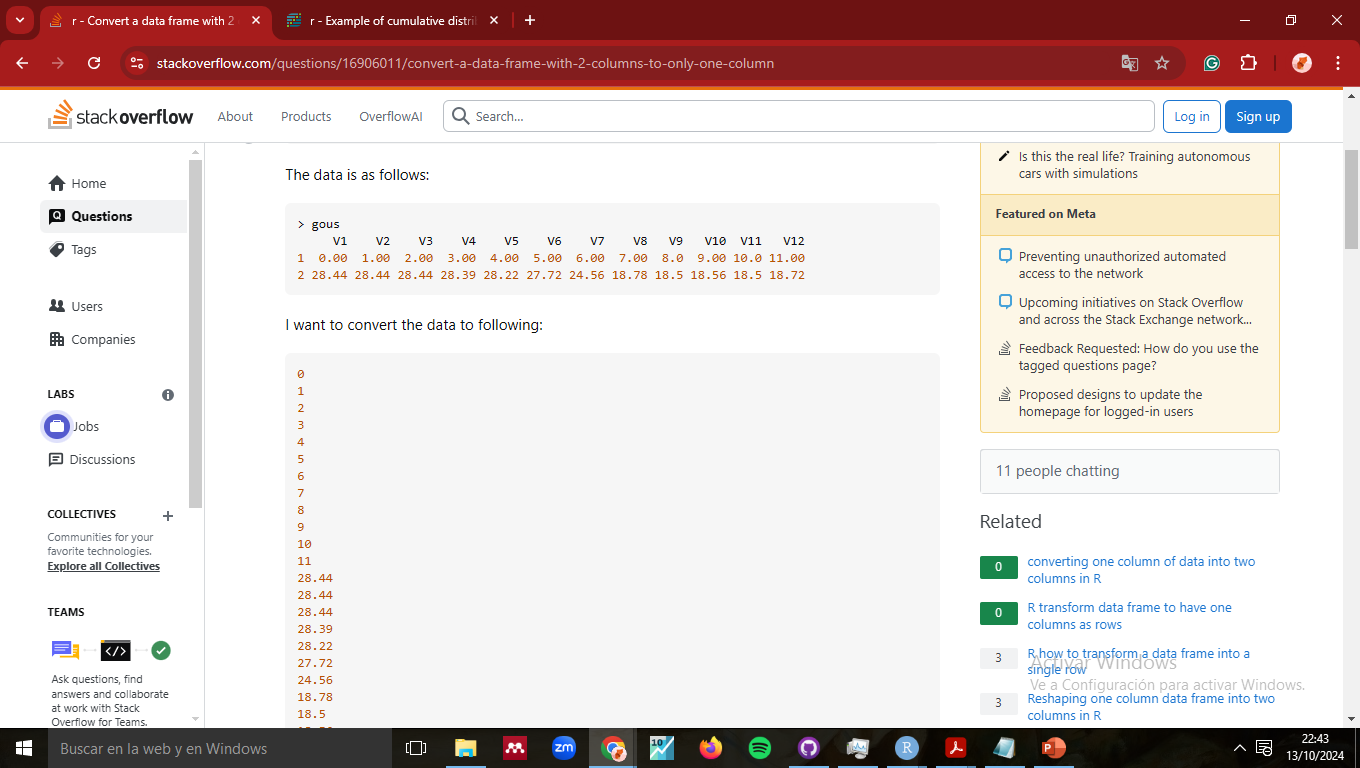 r - Convert a data frame with 2
r - Example of cumulative distri
stackoverflow.com/questions/16906011/convert-a-data-frame-with-2-columns-to-only-one-column
stackoverflow
About
Products
OverflowAI
Search...
Log in
Sign up
Home
Questions
Tags
Users
Companies
LABS
Jobs
Discussions
COLLECTIVES
Communities for your
favorite technologies.
Explore all Collectives
TEAMS
Ask questions, find
answers and collaborate
at work with Stack
Overflow for Teams.
The data is as follows:
> gous
V1 V2 V3 V4 V5 V6 V7 V8 V9 V10 V11 V12
1 0.00 1.00 2.00 3.00 4.00 5.00 6.00 7.00 8.0 9.00 10.0 11.00
2 28.44 28.44 28.44 28.39 28.22 27.72 24.56 18.78 18.5 18.56 18.5 18.72
I want to convert the data to following:
0
1
2
3
4
5
6
7
8
9
10
11
28.44
28.44
28.44
28.39
28.22
27.72
24.56
18.78
18.5
Is this the real life? Training autonomous
cars with simulations
Featured on Meta
Preventing unauthorized automated
access to the network
Upcoming initiatives on Stack Overflow
and across the Stack Exchange network...
Feedback Requested: How do you use the
tagged questions page?
Proposed designs to update the
homepage for logged-in users
11 people chatting
Related
0
converting one column of data into two
columns in R
0
R transform data frame to have one
columns as rows
3
R how to transform a data frame into a
single row
3
Reshaping one column data frame into two
columns in R
Activar Windows
Ve a Configuración para activar Windows.
Buscar en la web y en Windows
zm
10
R
P
22:43
13/10/2024